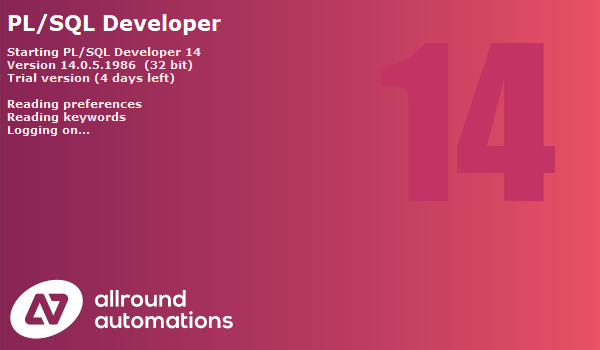 PL/SQL Developer
Starting PL/SQL Developer 14
Version 14.0.5.1986  (32 bit)
Trial version (4 days left)
Reading preferences
Reading keywords
Logging on...
14
allround
automations